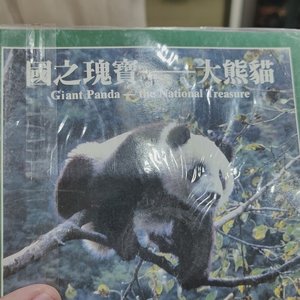 國之瑰寶——大熊貓
Giant Panda — the National Treasure